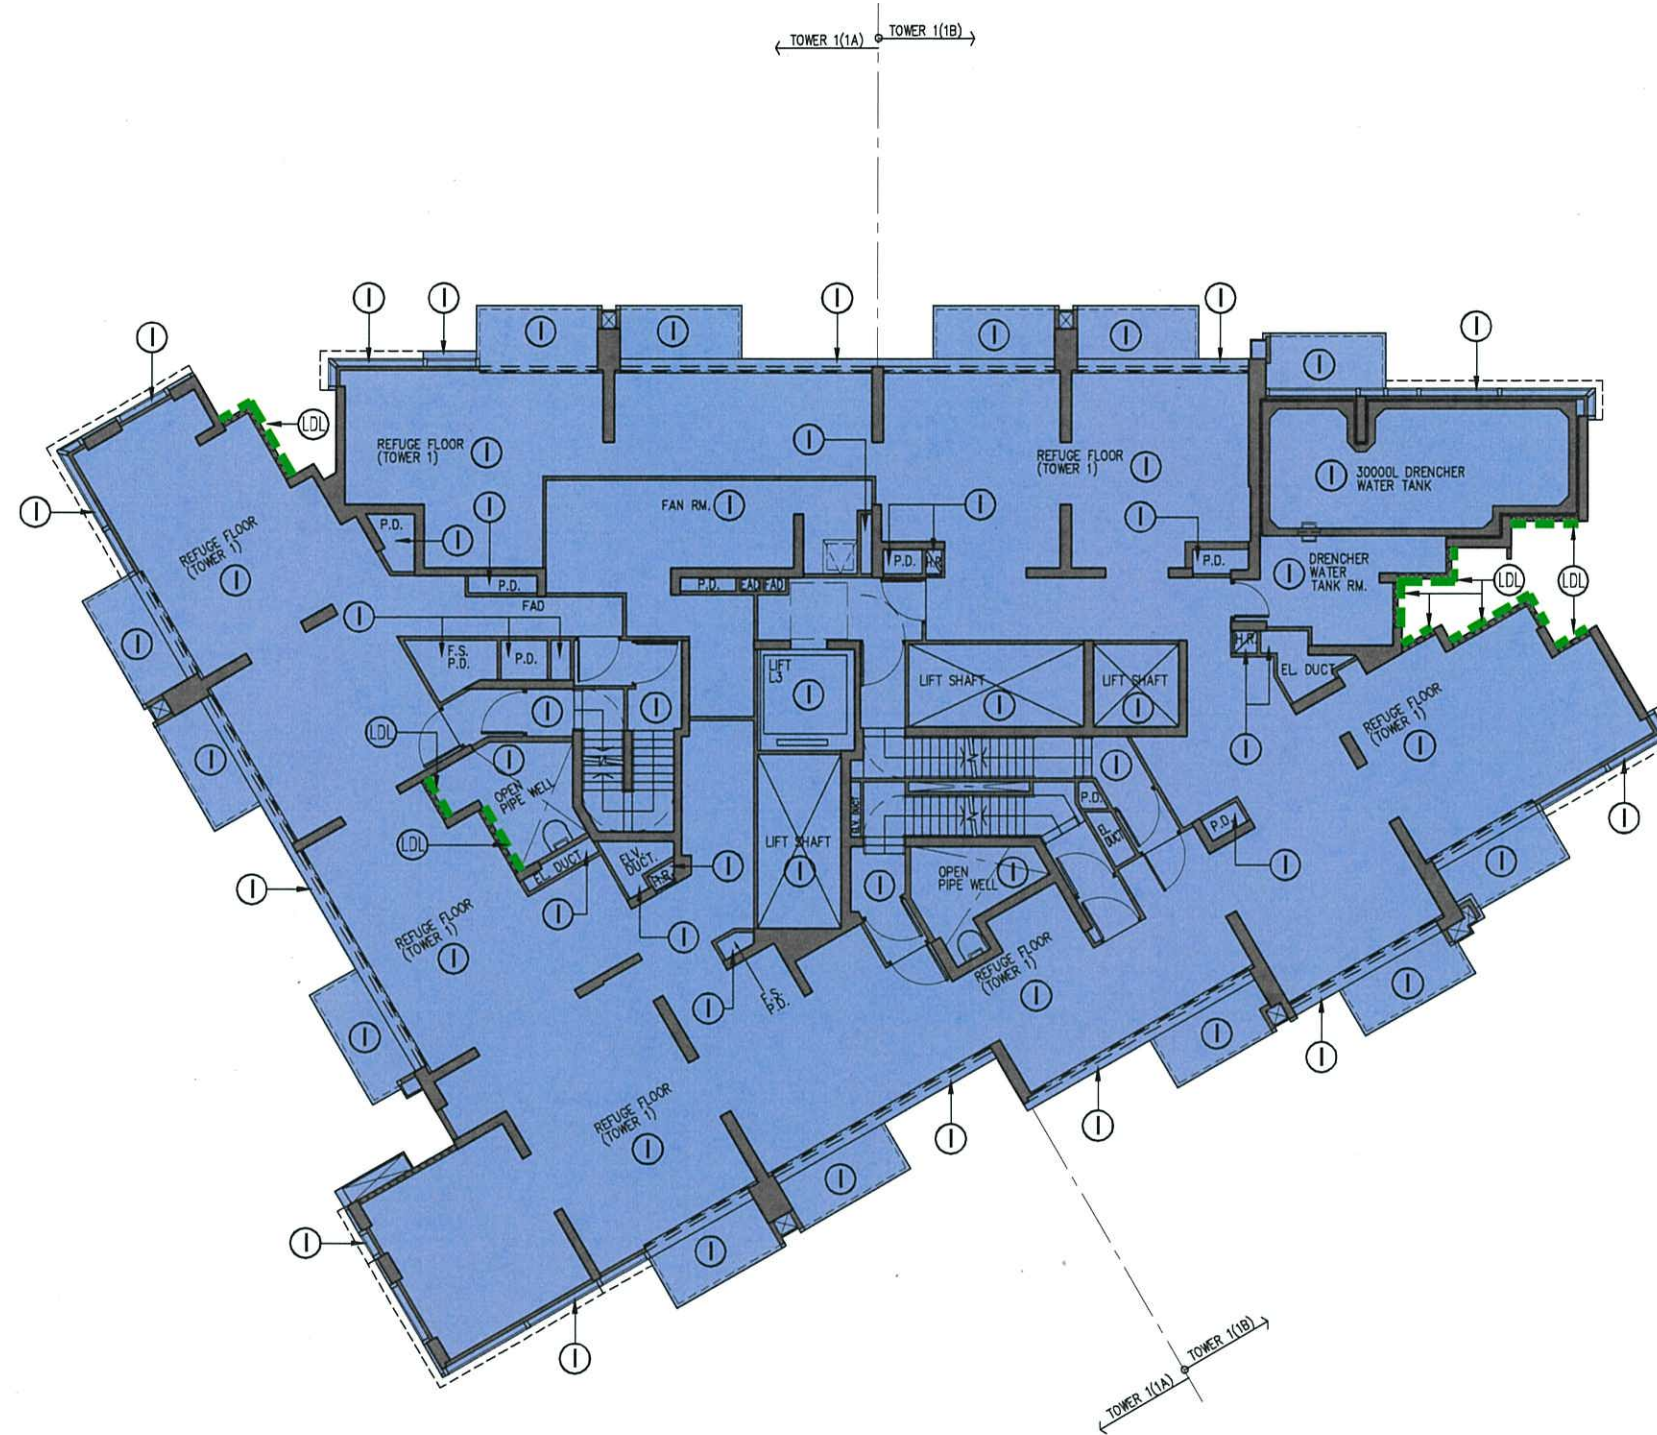 TOWER 1(1A)
TOWER 1(1B)
I
I
I
I
I
I
I
I
I
I
I
I
LDL
REFUGE FLOOR
(TOWER 1)
I
I
REFUGE FLOOR
(TOWER 1)
I
I
30000L DRENCHER
WATER TANK
I
FAN RM.
I
I
I
I
P.D.
I
REFUGE FLOOR
(TOWER 1)
I
P.D.
H.R.
P.D.
I
DRENCHER
WATER
TANK RM.
LDL
LDL
P.D.
FAD
P.D.
EAD
FAD
I
I
F.S.
P.D.
P.D.
H.R.
EL. DUCT
LIFT
L3
I
LIFT SHAFT
I
LIFT SHAFT
I
REFUGE FLOOR
(TOWER 1)
I
I
I
I
LDL
I
I
OPEN
PIPE WELL
I
I
P.D.
ELV. DUCT
EL.
DUCT
P.D.
I
I
LDL
LIFT SHAFT
I
ELV.
DUCT.
H.R.
I
EL. DUCT
I
I
OPEN
PIPE WELL
I
I
I
I
REFUGE FLOOR
(TOWER 1)
I
I
REFUGE FLOOR
(TOWER 1)
I
F.S.
P.D.
I
I
I
I
I
I
REFUGE FLOOR
(TOWER 1)
I
I
I
I
I
I
I
TOWER 1(1B)
TOWER 1(1A)